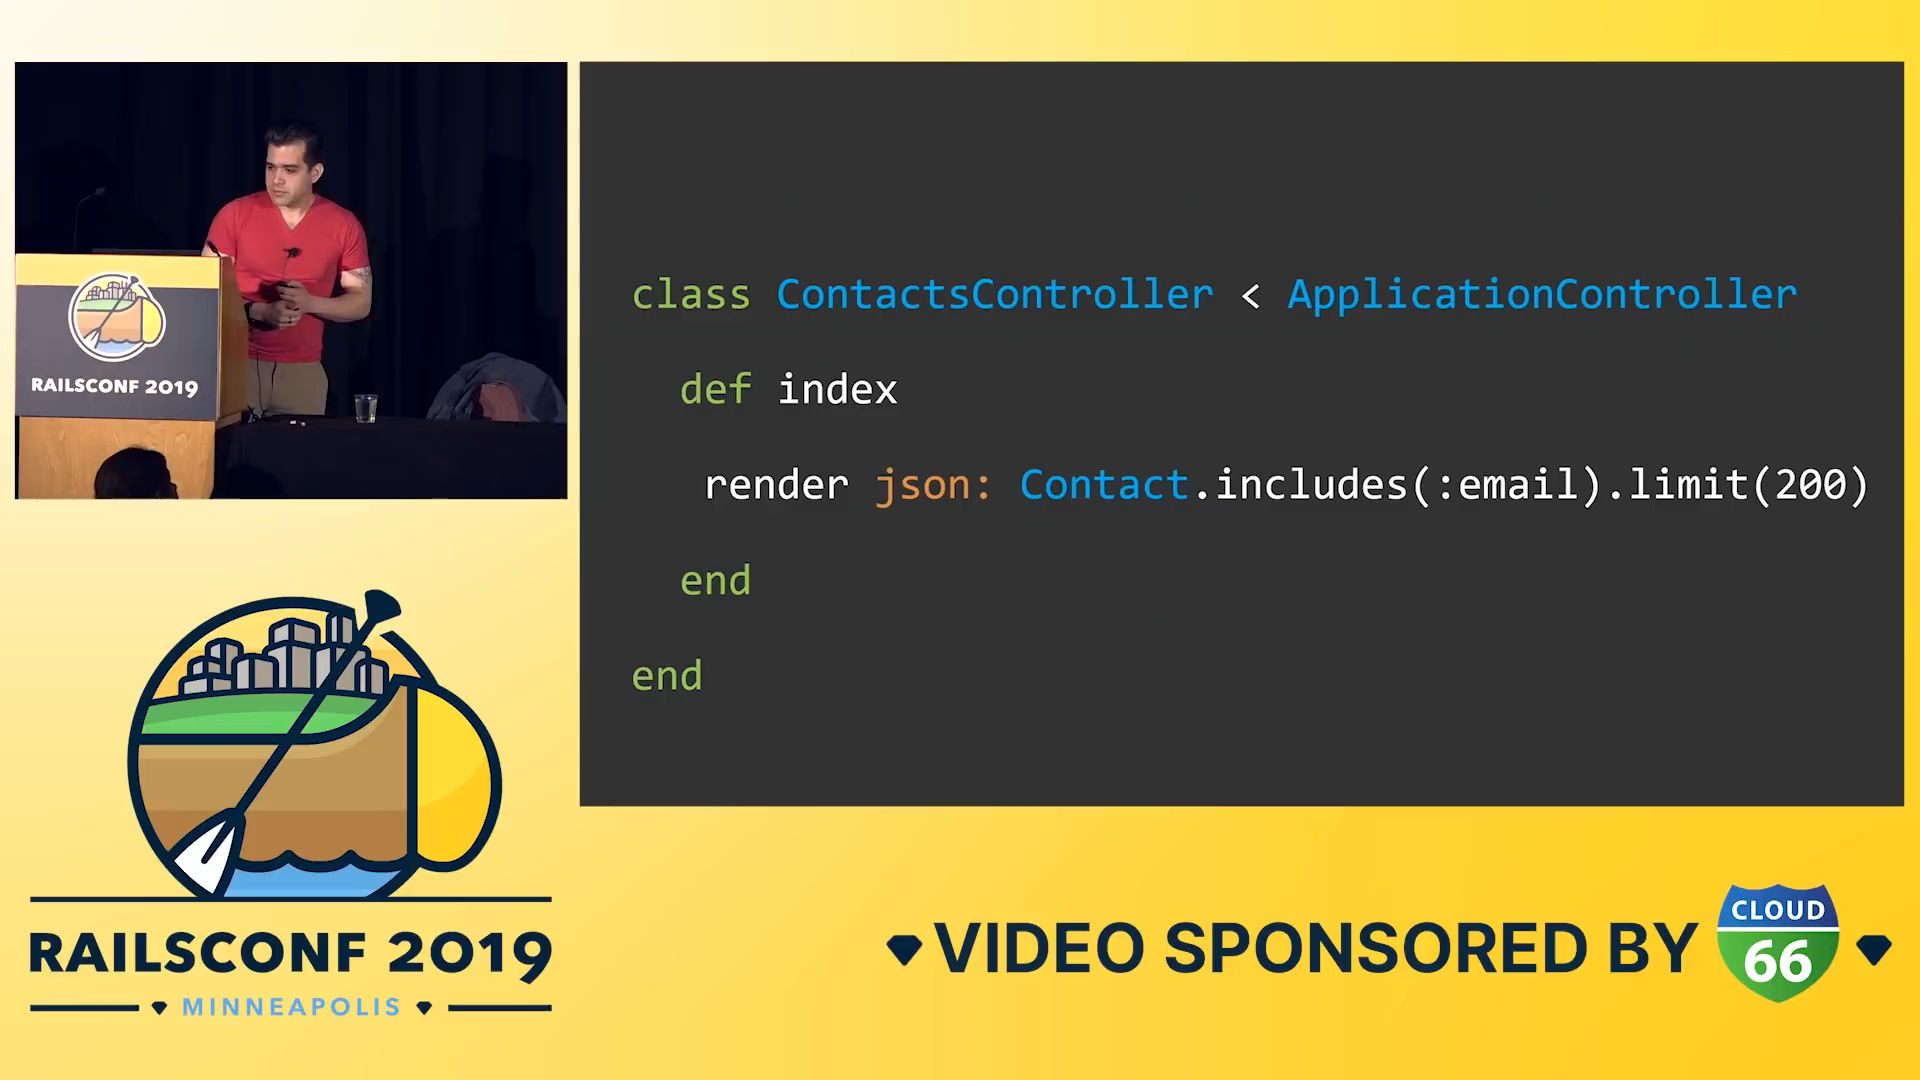 RAILSCONF 2019
class ContactsController < ApplicationController
def index
render json: Contact.includes(:email).limit(200)
end
end
RAILSCONF 2019
MINNEAPOLIS
VIDEO SPONSORED BY
CLOUD
66